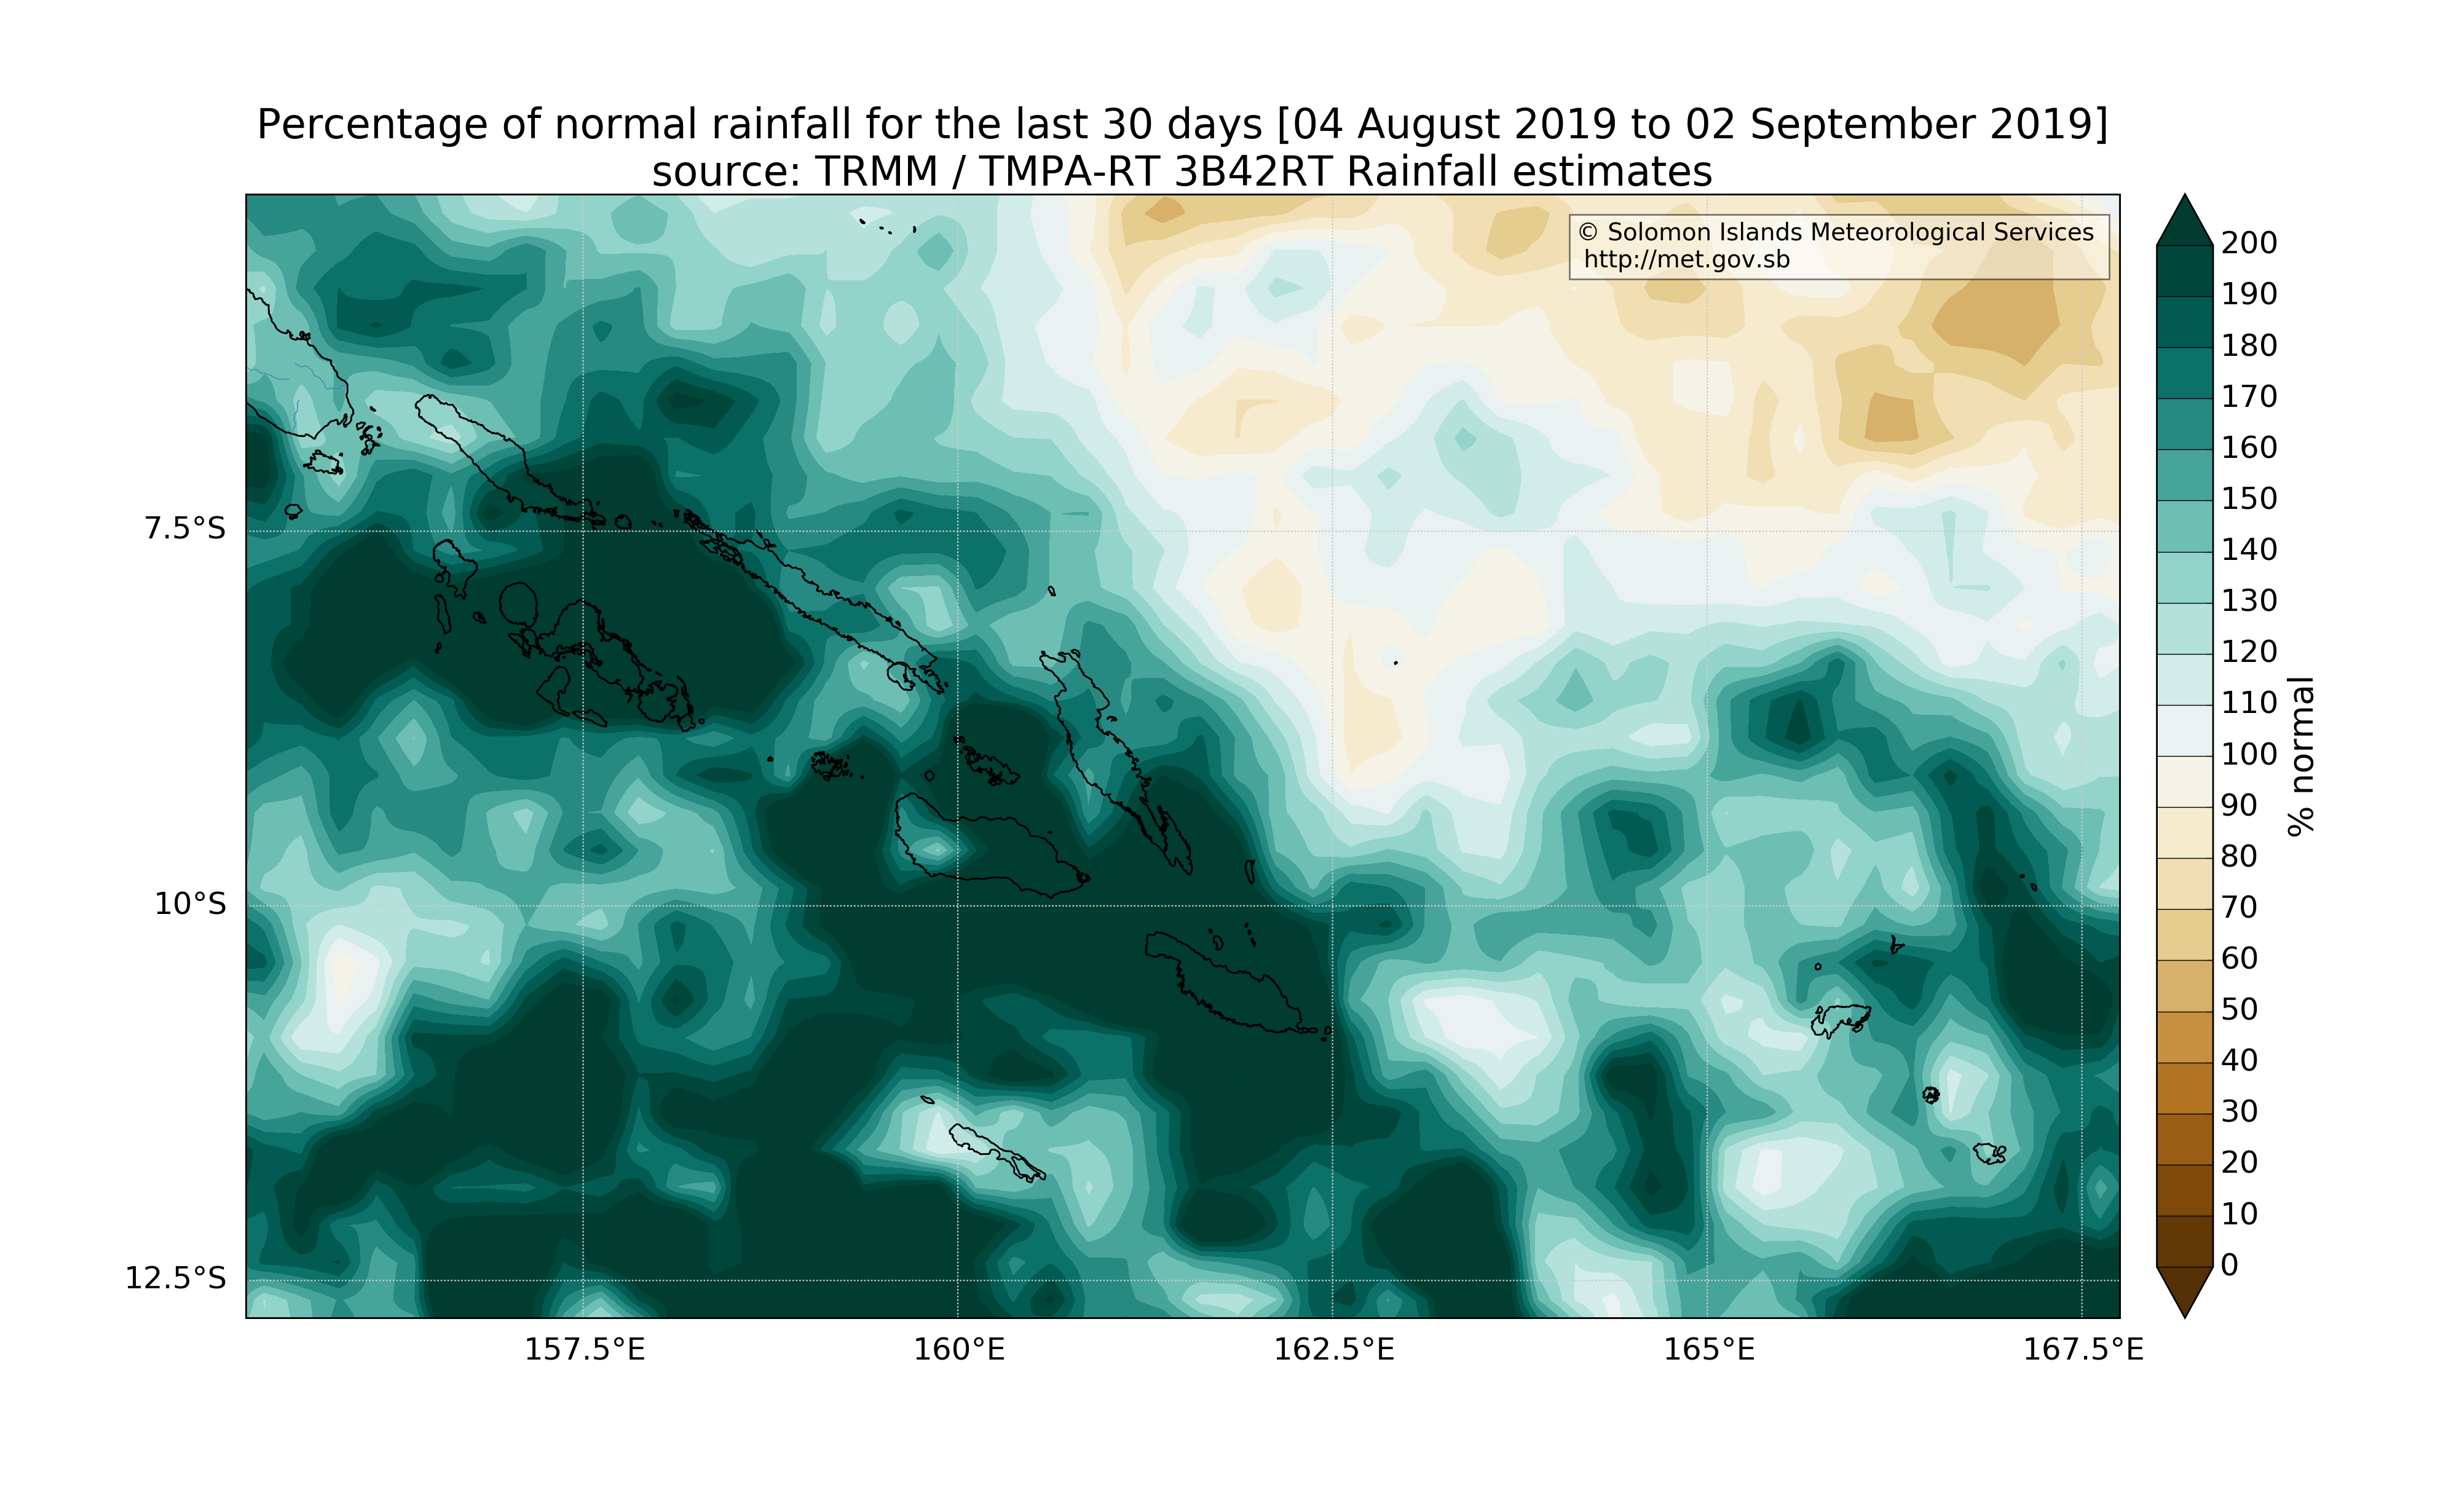 Percentage of normal rainfall for the last 30 days [04 August 2019 to 02 September 2019]
source: TRMM / TMPA-RT 3B42RT Rainfall estimates
© Solomon Islands Meteorological Services
http://met.gov.sb
7.5°S
10°S
12.5°S
157.5°E
160°E
162.5°E
165°E
167.5°E
200
190
180
170
160
150
140
130
120
110
100
90
80
70
60
50
40
30
20
10
0
% normal